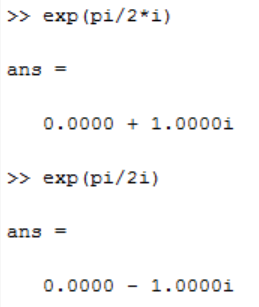 >> exp(pi/2*i)
ans =
0.0000 + 1.0000i
>> exp(pi/2i)
ans =
0.0000 - 1.0000i